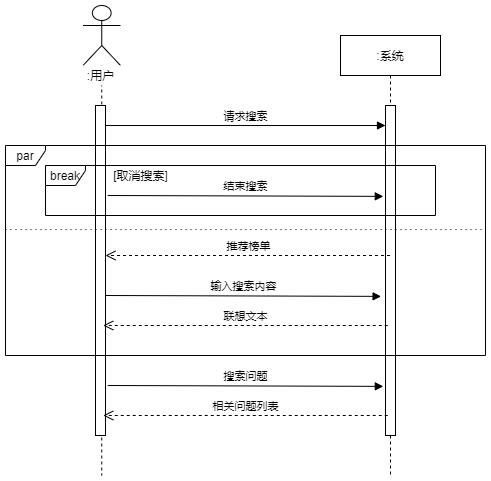 :用户
:系统
请求搜索
par
break
[取消搜索]
结束搜索
推荐榜单
输入搜索内容
联想文本
搜索问题
相关问题列表